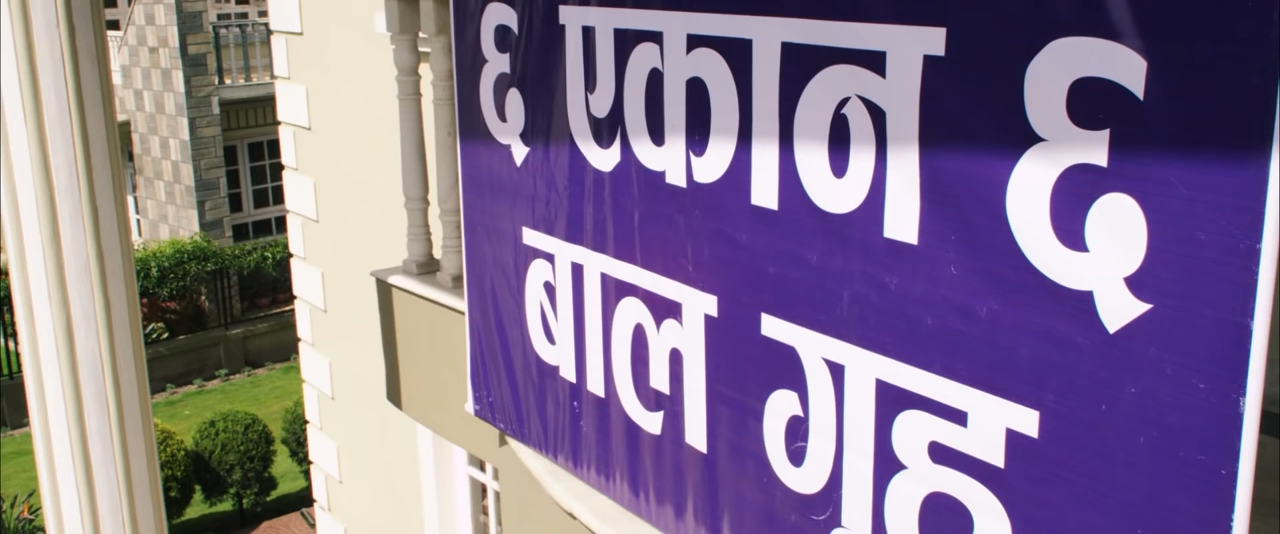 ६ एकान ६
बाल गृह